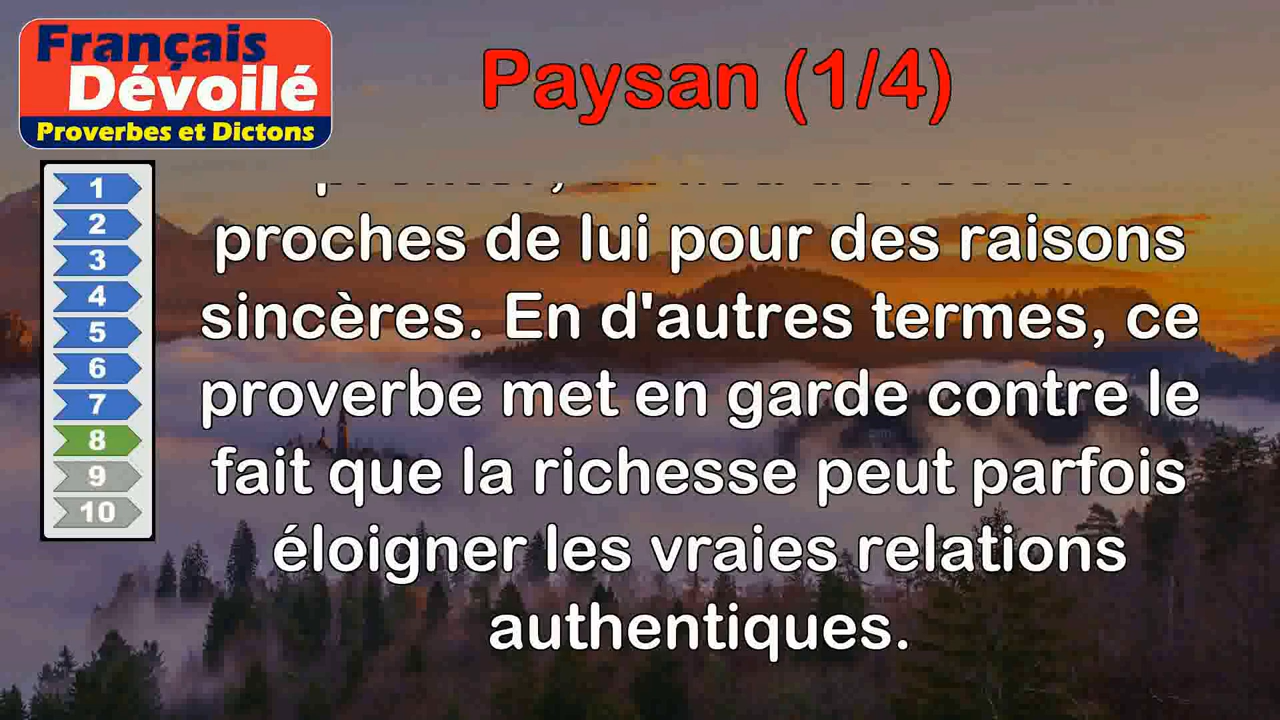 Français
Dévoilé
Proverbes et Dictons
Paysan (1/4)
1
2
3
4
5
6
7
8
9
10
proches de lui pour des raisons
sincères. En d'autres termes, ce
proverbe met en garde contre le
fait que la richesse peut parfois
éloigner les vraies relations
authentiques.